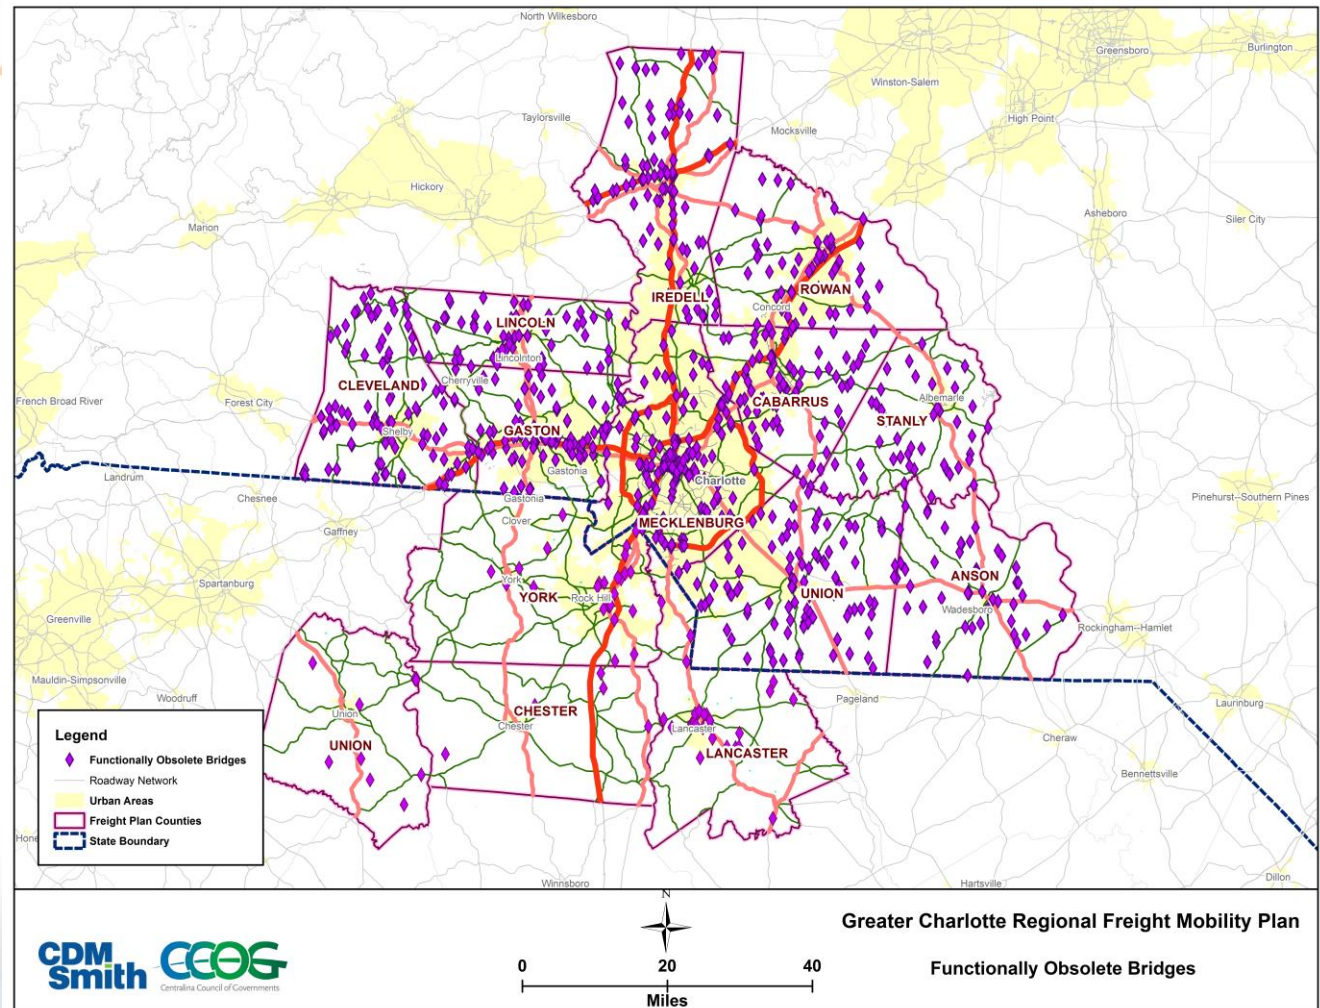 North Wilkesboro
Greensboro
Burlington
Winston-Salem
Taylorsville
High Point
Mocksville
Hickory
Asheboro
Siler City
Marion
IREDELL
ROWAN
Concord
LINCOLN
Lincolnton
Cherryville
CLEVELAND
CABARRUS
Albemarle
French Broad River
Forest City
STANLY
Shelby
GASTON
Gastonia
Charlotte
Landrum
Chesnee
Gastonia
Pinehurst--Southern Pines
Clover
MECKLENBURG
Gaffney
York
Spartanburg
YORK
Rock Hill
UNION
ANSON
Wadesboro
Greenville
Rockingham--Hamlet
Mauldin-Simpsonville
Woodruff
Pageland
Laurinburg
Union
CHESTER
Chester
Lancaster
Cheraw
UNION
LANCASTER
Bennettsville
Legend
Functionally Obsolete Bridges
Roadway Network
Urban Areas
Freight Plan Counties
State Boundary
Winnsboro
Hartsville
Dillon
N
Greater Charlotte Regional Freight Mobility Plan
Functionally Obsolete Bridges
CDM
Smith
CCOG
Centralina Council of Governments
0 20 40
Miles